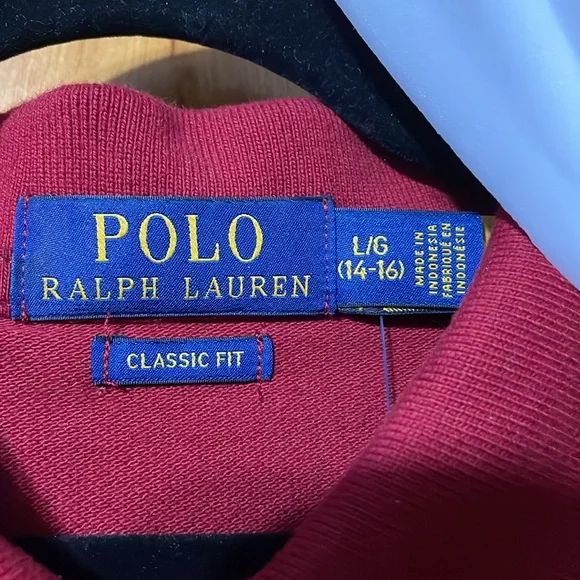 POLO
RALPH LAUREN
L/G
(14-16)
MADE IN
INDONESIA
FABRIQUÉ EN
INDONÉSIE
CLASSIC FIT